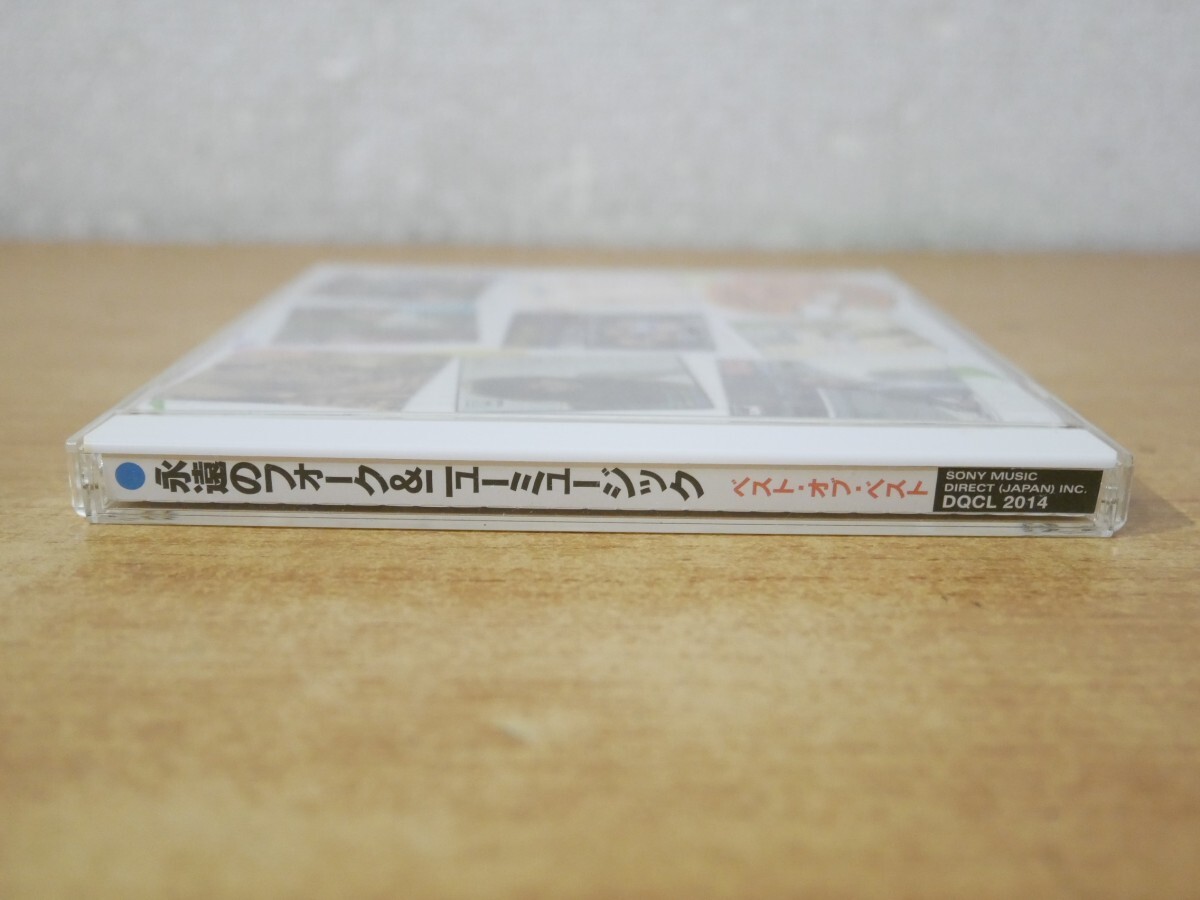 永遠のフォーク&ニューミュージック ベスト・オブ・ベスト
SONY MUSIC
DIRECT (JAPAN) INC.
DQCL 2014